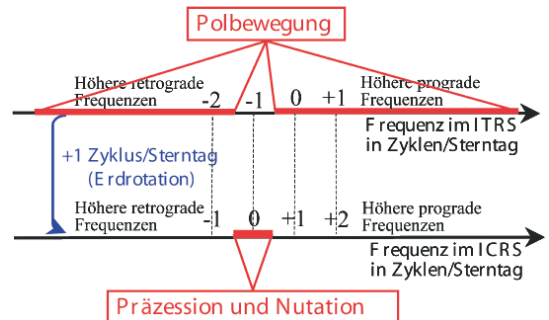 Polbewegung
Höhere retrograde
Frequenzen
-2 -1 0 +1
Höhere prograde
Frequenzen
Frequenz im ITRS
in Zyklen/Sterntag
+1 Zyklus/Sterntag
(Erdrotation)
Höhere retrograde
Frequenzen
-1 0 +1 +2
Höhere prograde
Frequenzen
Frequenz im ICRS
in Zyklen/Sterntag
Präzession und Nutation